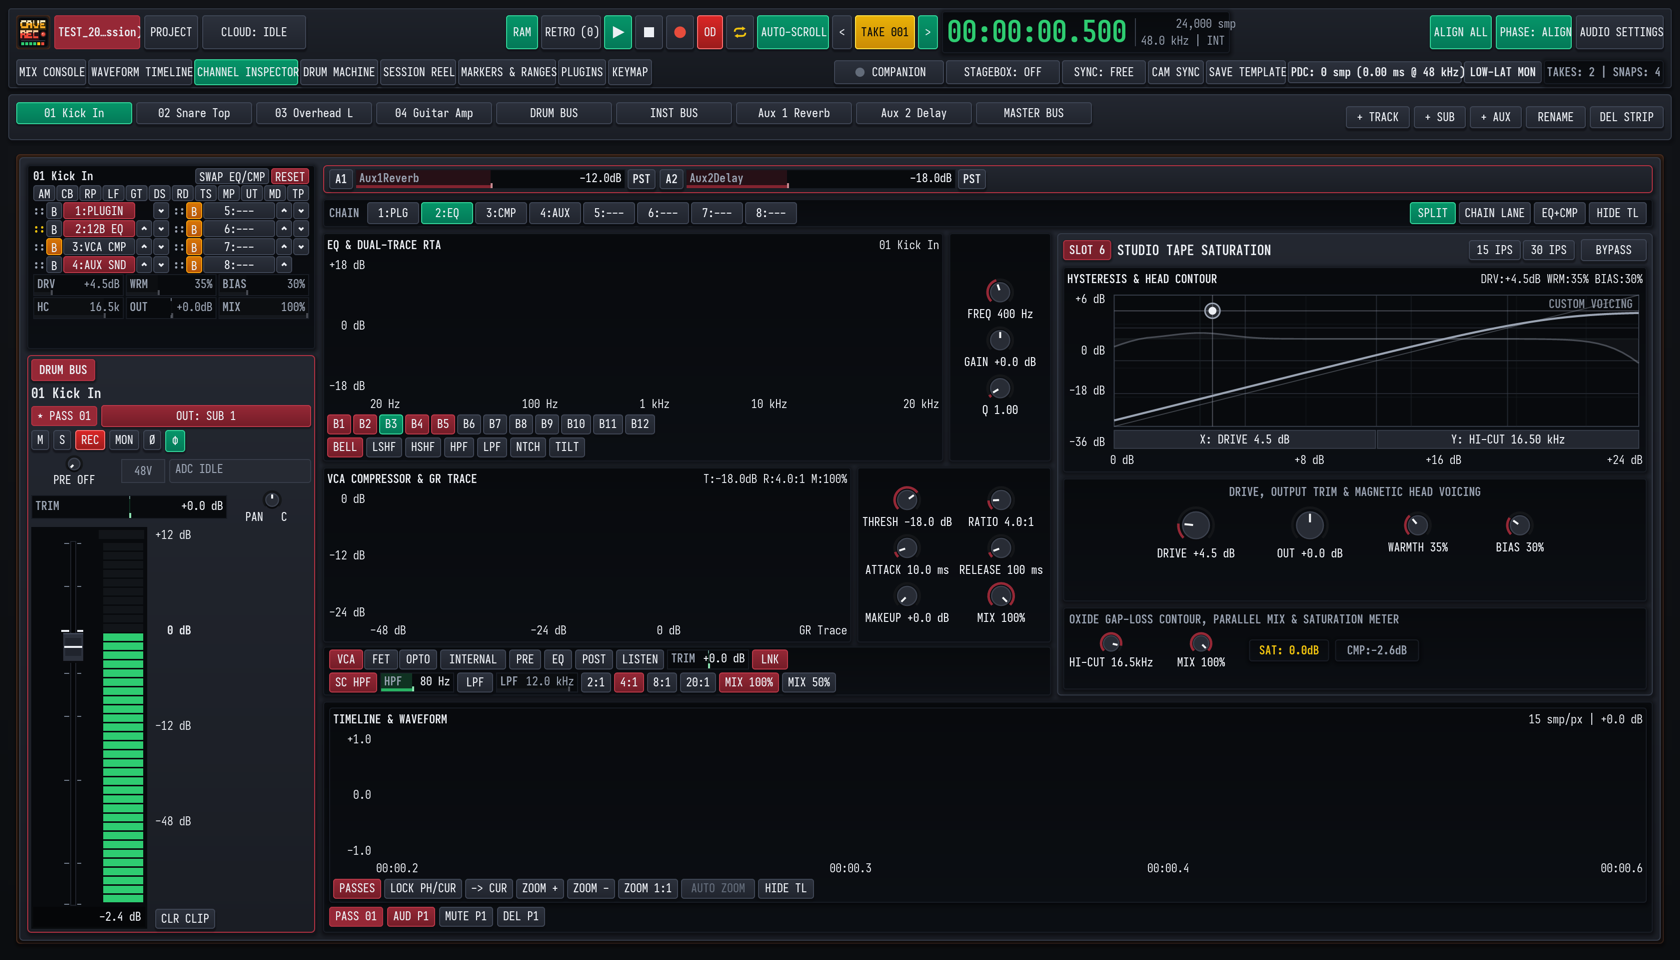 CAVE REC TEST_20…ssion] PROJECT CLOUD: IDLE RAM RETRO (0) OD AUTO-SCROLL < TAKE 001 > 00:00:00.500 24,000 smp
48.0 kHz | INT ALIGN ALL PHASE: ALIGN AUDIO SETTINGS
MIX CONSOLE WAVEFORM TIMELINE CHANNEL INSPECTOR DRUM MACHINE SESSION REEL MARKERS & RANGES PLUGINS KEYMAP COMPANION STAGEBOX: OFF SYNC: FREE CAM SYNC SAVE TEMPLATE PDC: 0 smp (0.00 ms @ 48 kHz) LOW-LAT MON TAKES: 2 | SNAPS: 4
01 Kick In 02 Snare Top 03 Overhead L 04 Guitar Amp DRUM BUS INST BUS Aux 1 Reverb Aux 2 Delay MASTER BUS + TRACK + SUB + AUX RENAME DEL STRIP
01 Kick In SWAP EQ/CMP RESET
AM CB RP LF GT DS RD TS MP UT MD TP
B 1:PLUGIN B 5:---
B 2:12B EQ B 6:---
B 3:VCA CMP B 7:---
B 4:AUX SND B 8:---
DRV +4.5dB WRM 35% BIAS 30%
HC 16.5k OUT +0.0dB MIX 100%
DRUM BUS
01 Kick In
* PASS 01 OUT: SUB 1
M S REC MON Ø Φ
PRE OFF 48V ADC IDLE
TRIM +0.0 dB PAN C
+12 dB
0 dB
-12 dB
-48 dB
-2.4 dB CLR CLIP
A1 Aux1Reverb -12.0dB PST A2 Aux2Delay -18.0dB PST
CHAIN 1:PLG 2:EQ 3:CMP 4:AUX 5:--- 6:--- 7:--- 8:--- SPLIT CHAIN LANE EQ+CMP HIDE TL
EQ & DUAL-TRACE RTA 01 Kick In
+18 dB
0 dB
-18 dB
20 Hz 100 Hz 1 kHz 10 kHz 20 kHz
FREQ 400 Hz
GAIN +0.0 dB
Q 1.00
B1 B2 B3 B4 B5 B6 B7 B8 B9 B10 B11 B12
BELL LSHF HSHF HPF LPF NTCH TILT
VCA COMPRESSOR & GR TRACE T:-18.0dB R:4.0:1 M:100%
0 dB
-12 dB
-24 dB
-48 dB -24 dB 0 dB GR Trace
THRESH -18.0 dB RATIO 4.0:1
ATTACK 10.0 ms RELEASE 100 ms
MAKEUP +0.0 dB MIX 100%
VCA FET OPTO INTERNAL PRE EQ POST LISTEN TRIM +0.0 dB LNK
SC HPF HPF 80 Hz LPF LPF 12.0 kHz 2:1 4:1 8:1 20:1 MIX 100% MIX 50%
SLOT 6 STUDIO TAPE SATURATION 15 IPS 30 IPS BYPASS
HYSTERESIS & HEAD CONTOUR DRV:+4.5dB WRM:35% BIAS:30%
+6 dB CUSTOM VOICING
0 dB
-18 dB
-36 dB X: DRIVE 4.5 dB Y: HI-CUT 16.50 kHz
0 dB +8 dB +16 dB +24 dB
DRIVE, OUTPUT TRIM & MAGNETIC HEAD VOICING
DRIVE +4.5 dB OUT +0.0 dB WARMTH 35% BIAS 30%
OXIDE GAP-LOSS CONTOUR, PARALLEL MIX & SATURATION METER
HI-CUT 16.5kHz MIX 100% SAT: 0.0dB CMP:-2.6dB
TIMELINE & WAVEFORM 15 smp/px | +0.0 dB
+1.0
0.0
-1.0
00:00.2 00:00.3 00:00.4 00:00.6
PASSES LOCK PH/CUR -> CUR ZOOM + ZOOM - ZOOM 1:1 AUTO ZOOM HIDE TL
PASS 01 AUD P1 MUTE P1 DEL P1